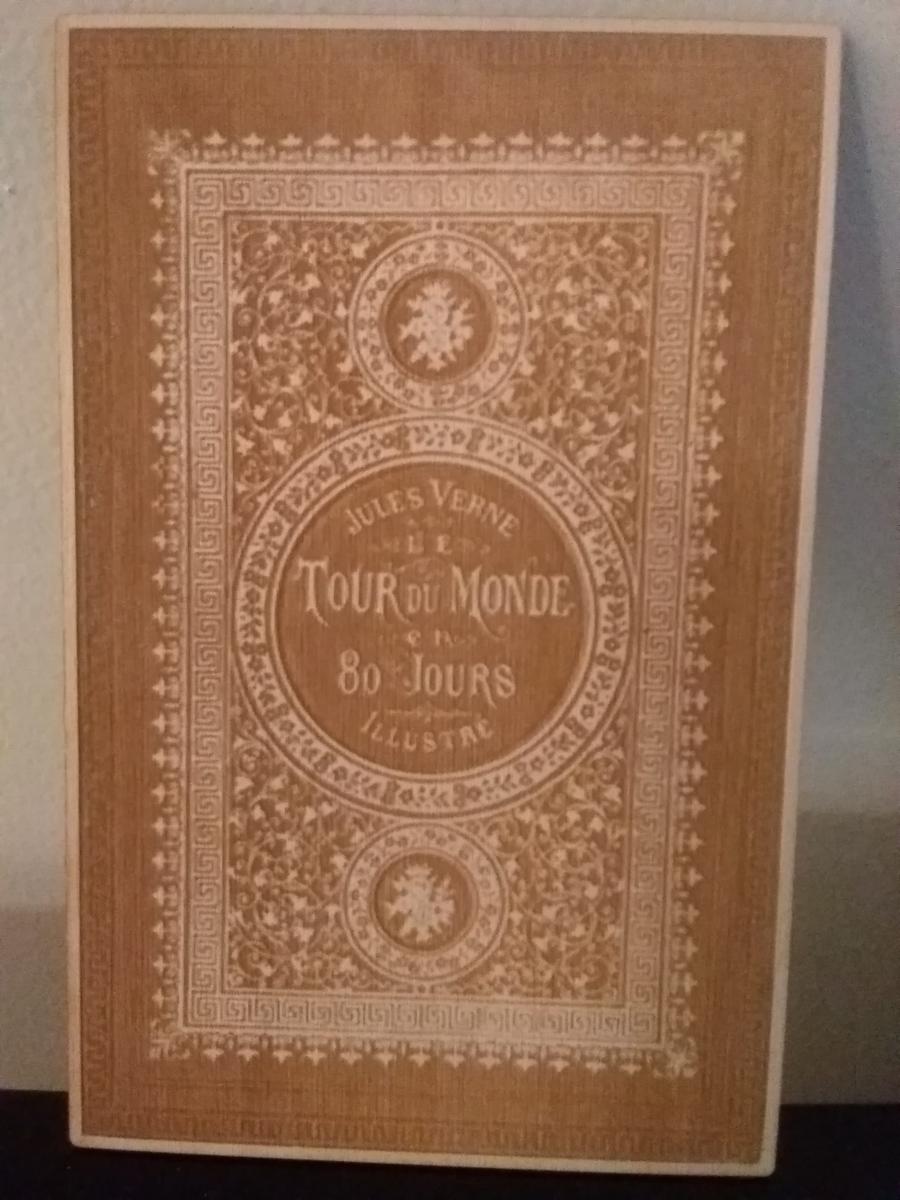 JULES VERNE
LE
TOUR DU MONDE
en
80 JOURS
ILLUSTRÉ